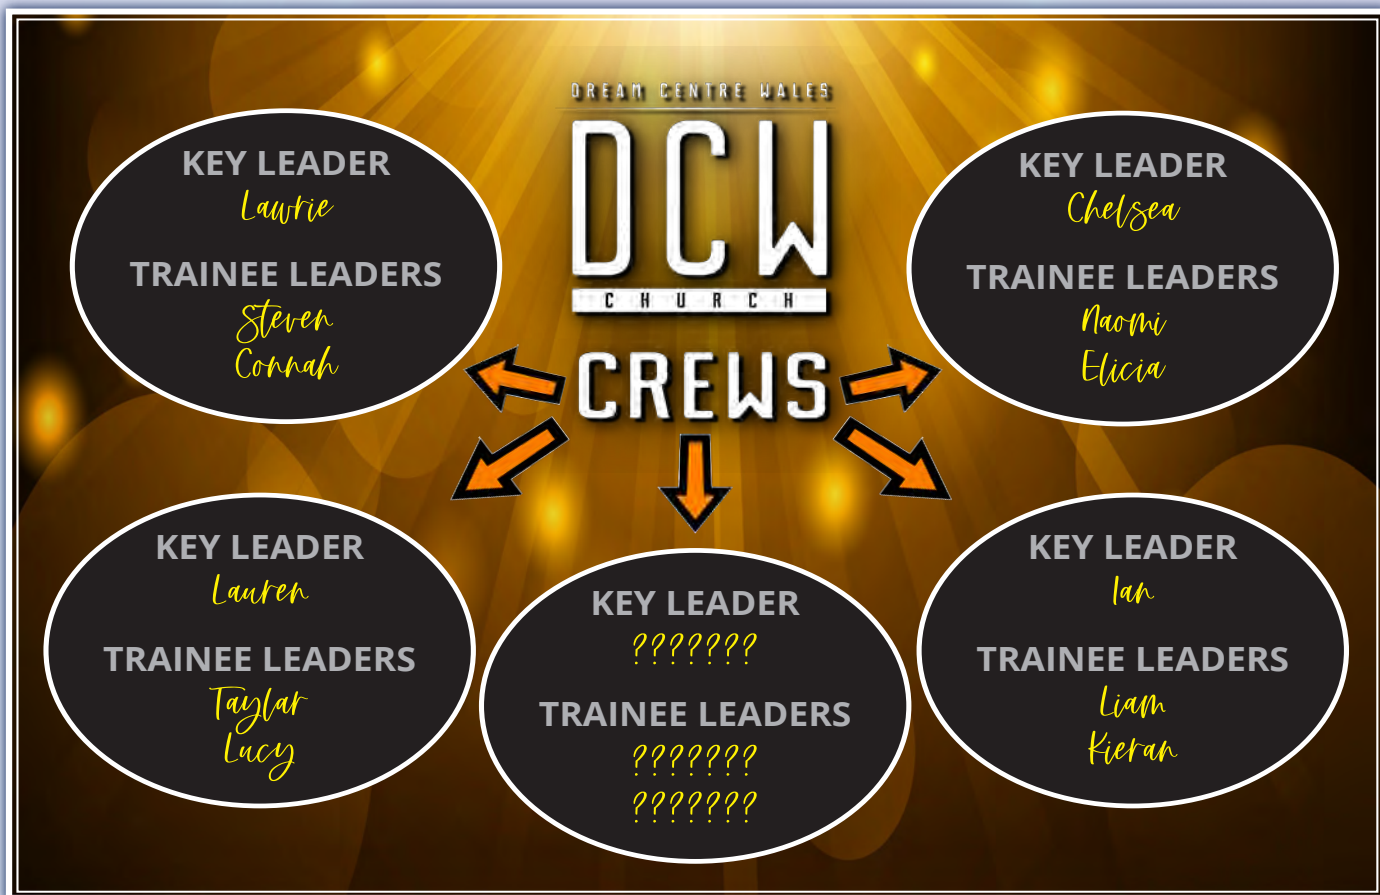 DREAM CENTRE WALES
DCW
CHURCH
CREWS
KEY LEADER
Lawrie
TRAINEE LEADERS
Steven
Connah
KEY LEADER
Chelsea
TRAINEE LEADERS
Naomi
Elicia
KEY LEADER
Lauren
TRAINEE LEADERS
Taylar
Lucy
KEY LEADER
???????
TRAINEE LEADERS
???????
???????
KEY LEADER
Ian
TRAINEE LEADERS
Liam
Kieran